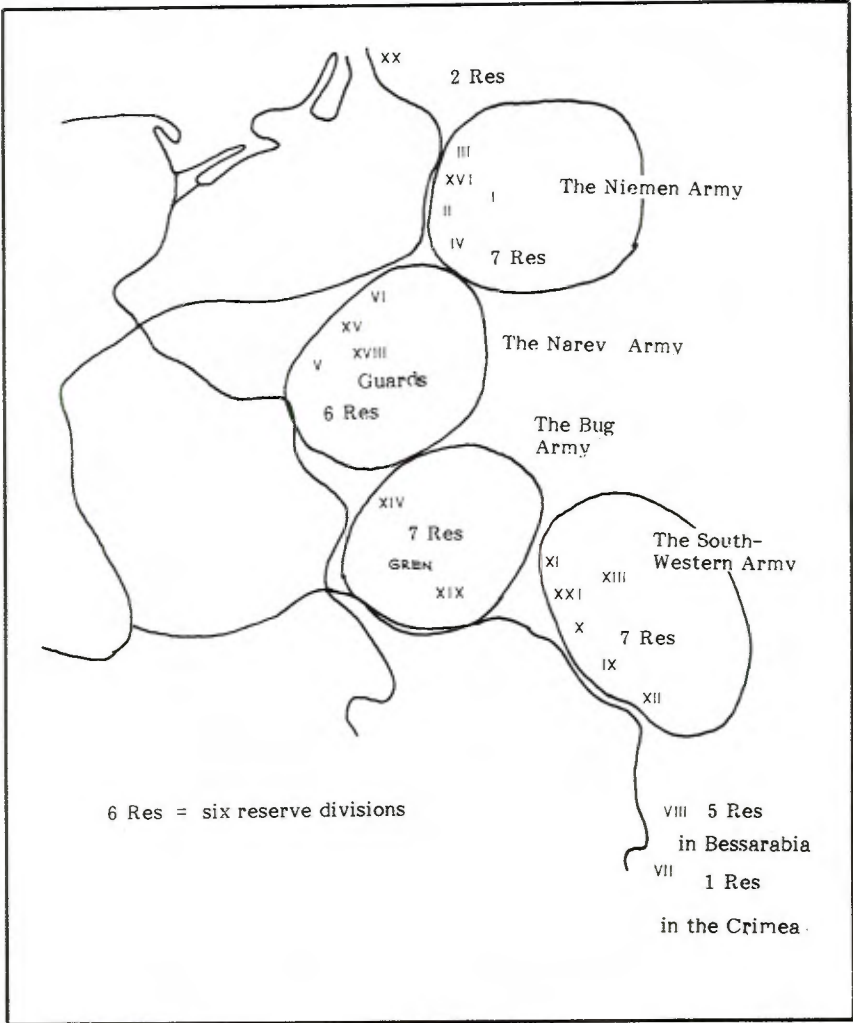 XX
2 Res
III
XVI
I
The Niemen Army
II
IV
7 Res
VI
XV
XVIII
The Narev Army
V
Guards
6 Res
The Bug
Army
XIV
7 Res
GREN
XIX
The South-
Western Army
XI
XIII
XXI
X
7 Res
IX
XII
6 Res = six reserve divisions
VIII 5 Res
in Bessarabia
VII
1 Res
in the Crimea